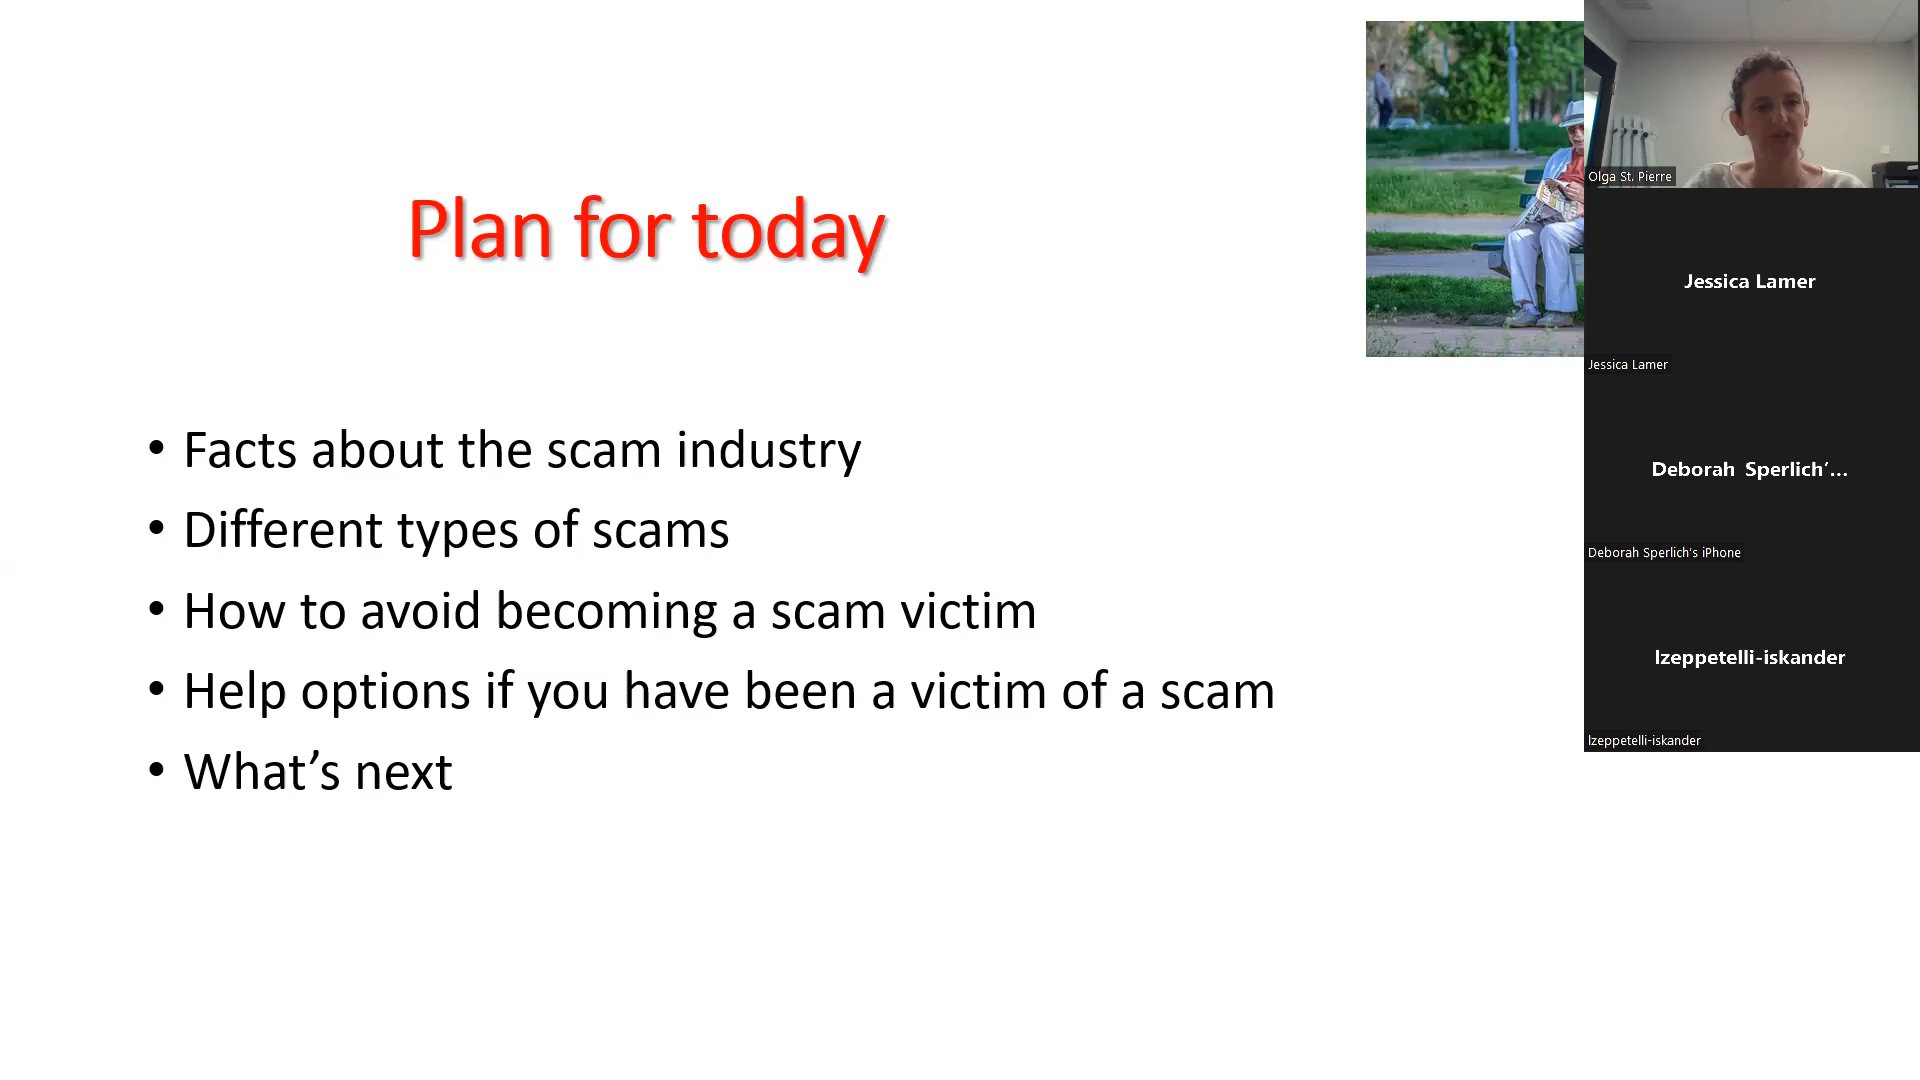 Plan for today
• Facts about the scam industry
• Different types of scams
• How to avoid becoming a scam victim
• Help options if you have been a victim of a scam
• What’s next
Olga St. Pierre
Jessica Lamer
Jessica Lamer
Deborah Sperlich’...
Deborah Sperlich's iPhone
lzeppetelli-iskander
lzeppetelli-iskander